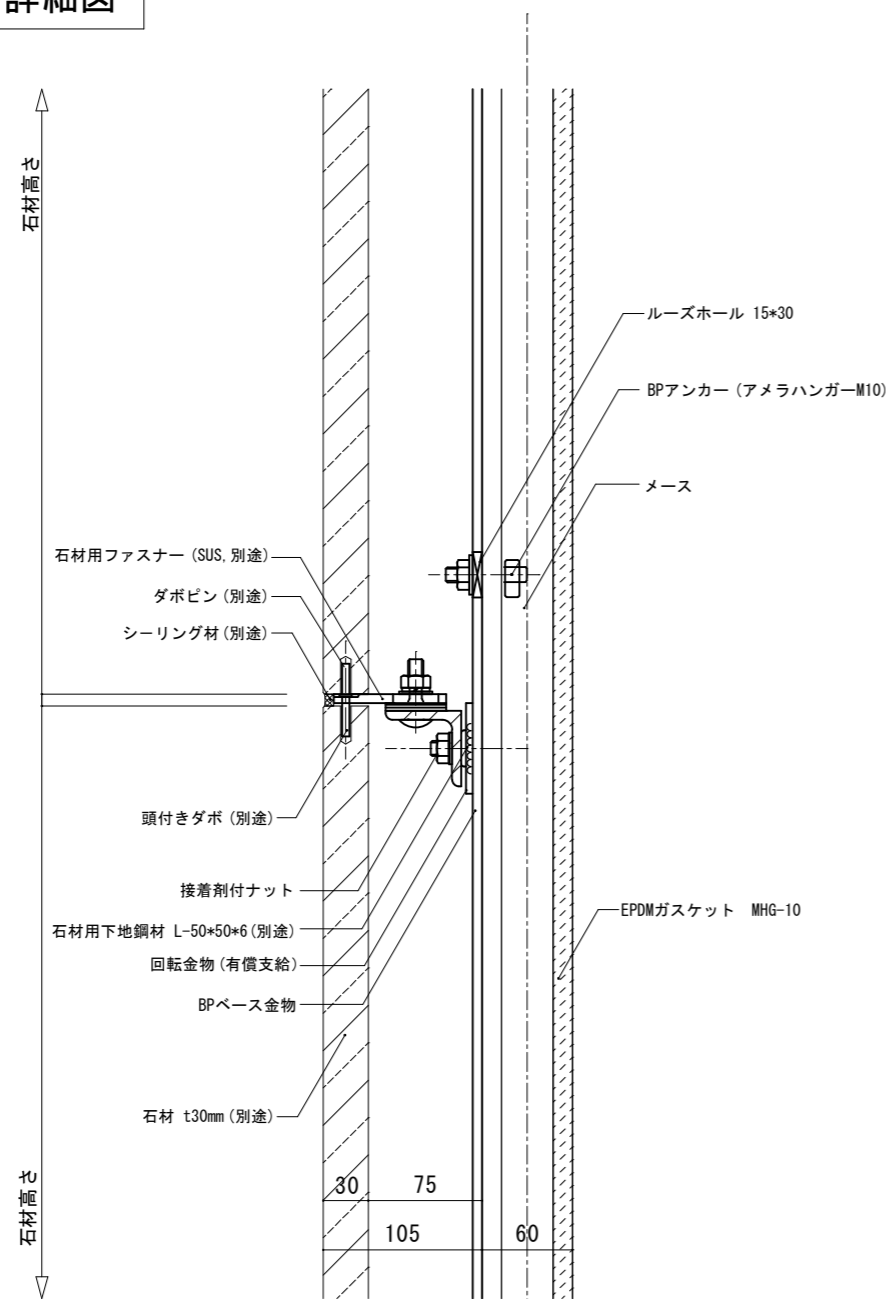 詳細図
石材高さ
ルーズホール 15*30
BPアンカー(アメラハンガーM10)
メース
石材用ファスナー(SUS,別途)
ダボピン(別途)
シーリング材(別途)
頭付きダボ(別途)
接着剤付ナット
EPDMガスケット MHG-10
石材用下地鋼材 L-50*50*6(別途)
回転金物(有償支給)
BPベース金物
石材 t30mm(別途)
石材高さ
30
75
105
60